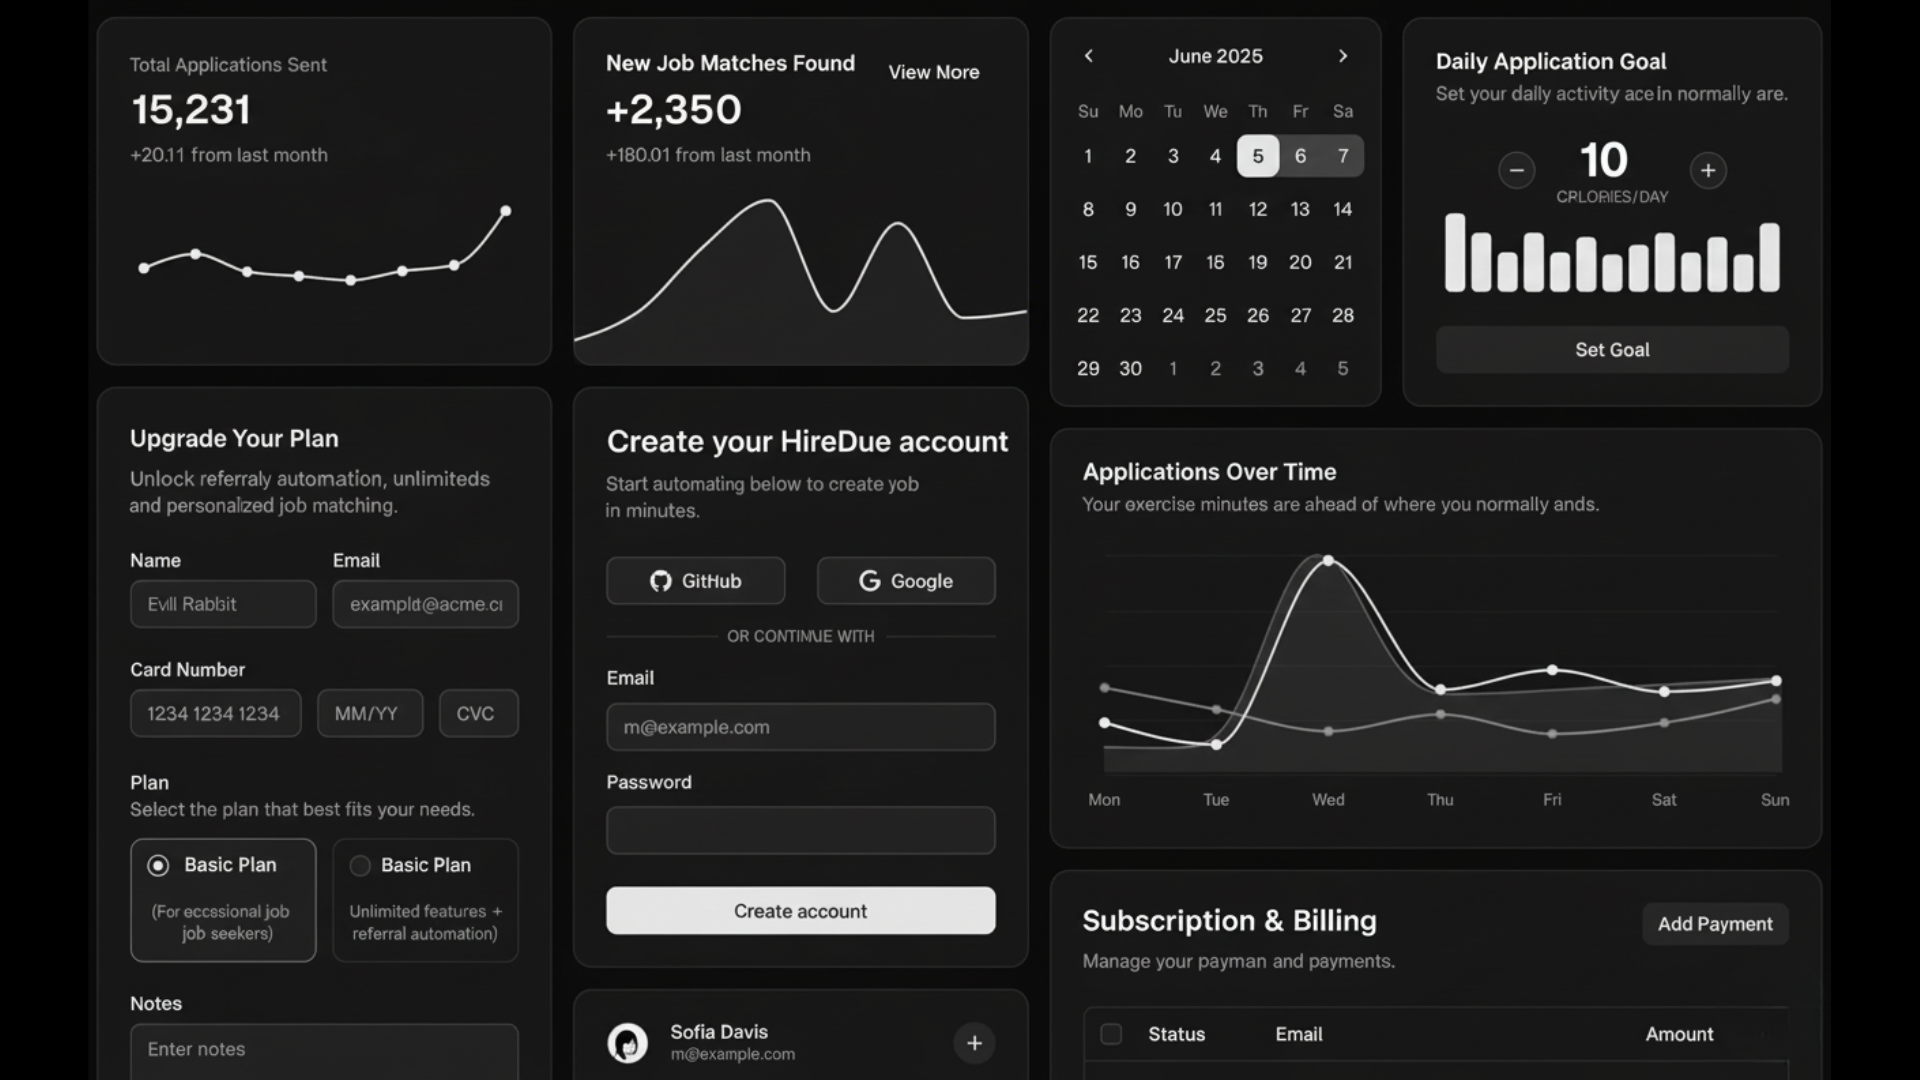 Total Applications Sent
15,231
+20.11 from last month
New Job Matches Found
View More
+2,350
+180.01 from last month
June 2025
Su Mo Tu We Th Fr Sa
1 2 3 4 5 6 7
8 9 10 11 12 13 14
15 16 17 18 19 20 21
22 23 24 25 26 27 28
29 30 1 2 3 4 5
Daily Application Goal
Set your daily activity ace in normally are.
10
CRLORIES/DAY
Set Goal
Upgrade Your Plan
Unlock referraly automation, unlimiteds
and personalized job matching.
Name
Email
Evll Rabbit
example@acme.c
Card Number
1234 1234 1234
MM/YY
CVC
Plan
Select the plan that best fits your needs.
Basic Plan
(For eccessional job
job seekers)
Basic Plan
Unlimited features +
referral automation)
Notes
Enter notes
Create your HireDue account
Start automating below to create yob
in minutes.
GitHub
Google
OR CONTINUE WITH
Email
m@example.com
Password
Create account
Sofia Davis
m@example.com
Applications Over Time
Your exercise minutes are ahead of where you normally ands.
Mon Tue Wed Thu Fri Sat Sun
Subscription & Billing
Add Payment
Manage your payman and payments.
Status Email Amount